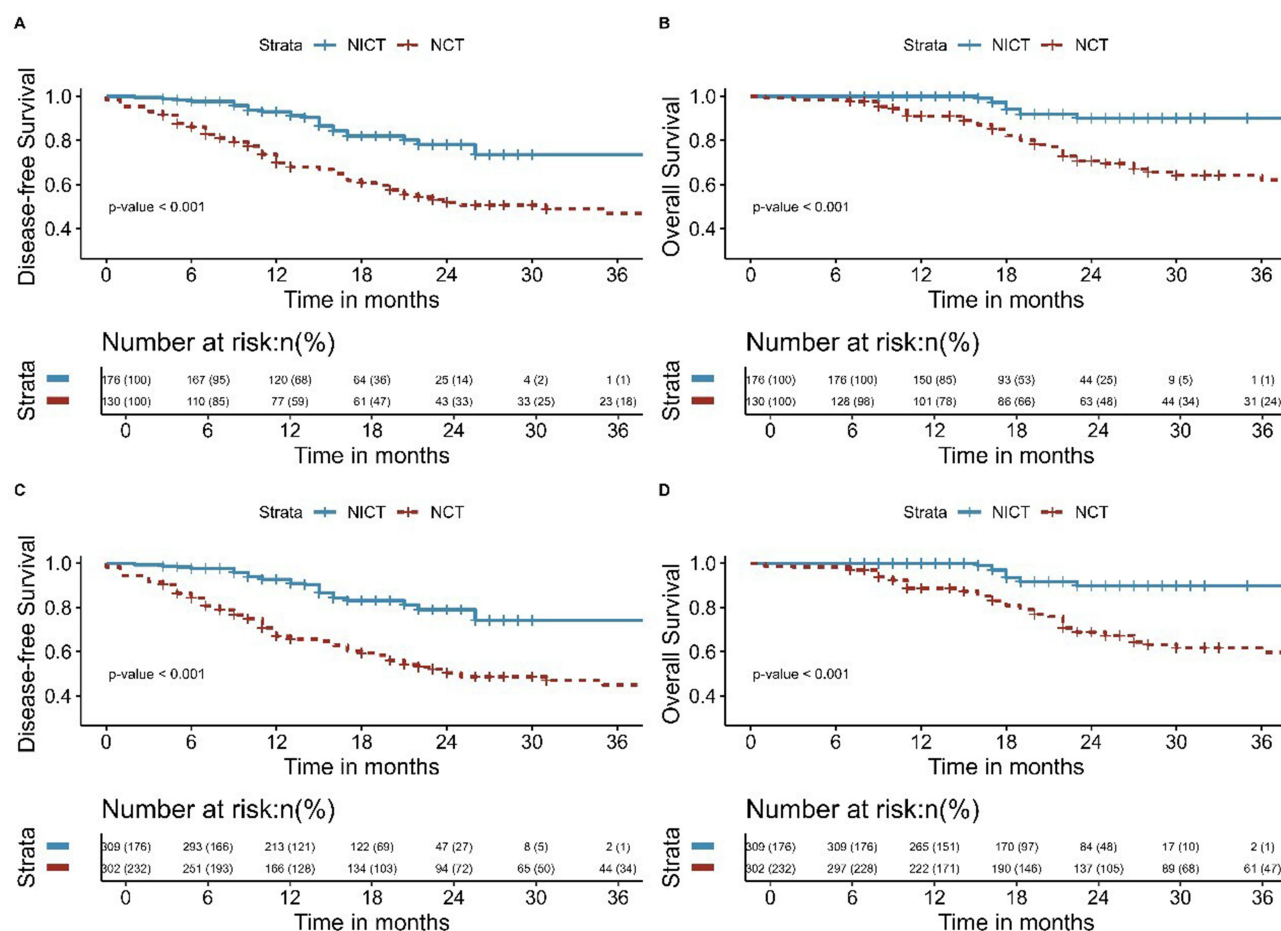 A
Strata NICT NCT
Disease-free Survival
1.0
0.8
0.6
0.4
p-value < 0.001
0 6 12 18 24 30 36
Time in months
Number at risk:n(%)
Strata
176 (100) 167 (95) 120 (68) 64 (36) 25 (14) 4 (2) 1 (1)
130 (100) 110 (85) 77 (59) 61 (47) 43 (33) 33 (25) 23 (18)
0 6 12 18 24 30 36
Time in months
B
Strata NICT NCT
Overall Survival
1.0
0.8
0.6
0.4
p-value < 0.001
0 6 12 18 24 30 36
Time in months
Number at risk:n(%)
Strata
176 (100) 176 (100) 150 (85) 93 (53) 44 (25) 9 (5) 1 (1)
130 (100) 128 (98) 101 (78) 86 (66) 63 (48) 44 (34) 31 (24)
0 6 12 18 24 30 36
Time in months
C
Strata NICT NCT
Disease-free Survival
1.0
0.8
0.6
0.4
p-value < 0.001
0 6 12 18 24 30 36
Time in months
Number at risk:n(%)
Strata
309 (176) 293 (166) 213 (121) 122 (69) 47 (27) 8 (5) 2 (1)
302 (232) 251 (193) 166 (128) 134 (103) 94 (72) 65 (50) 44 (34)
0 6 12 18 24 30 36
Time in months
D
Strata NICT NCT
Overall Survival
1.0
0.8
0.6
0.4
p-value < 0.001
0 6 12 18 24 30 36
Time in months
Number at risk:n(%)
Strata
309 (176) 309 (176) 265 (151) 170 (97) 84 (48) 17 (10) 2 (1)
302 (232) 297 (228) 222 (171) 190 (146) 137 (105) 89 (68) 61 (47)
0 6 12 18 24 30 36
Time in months